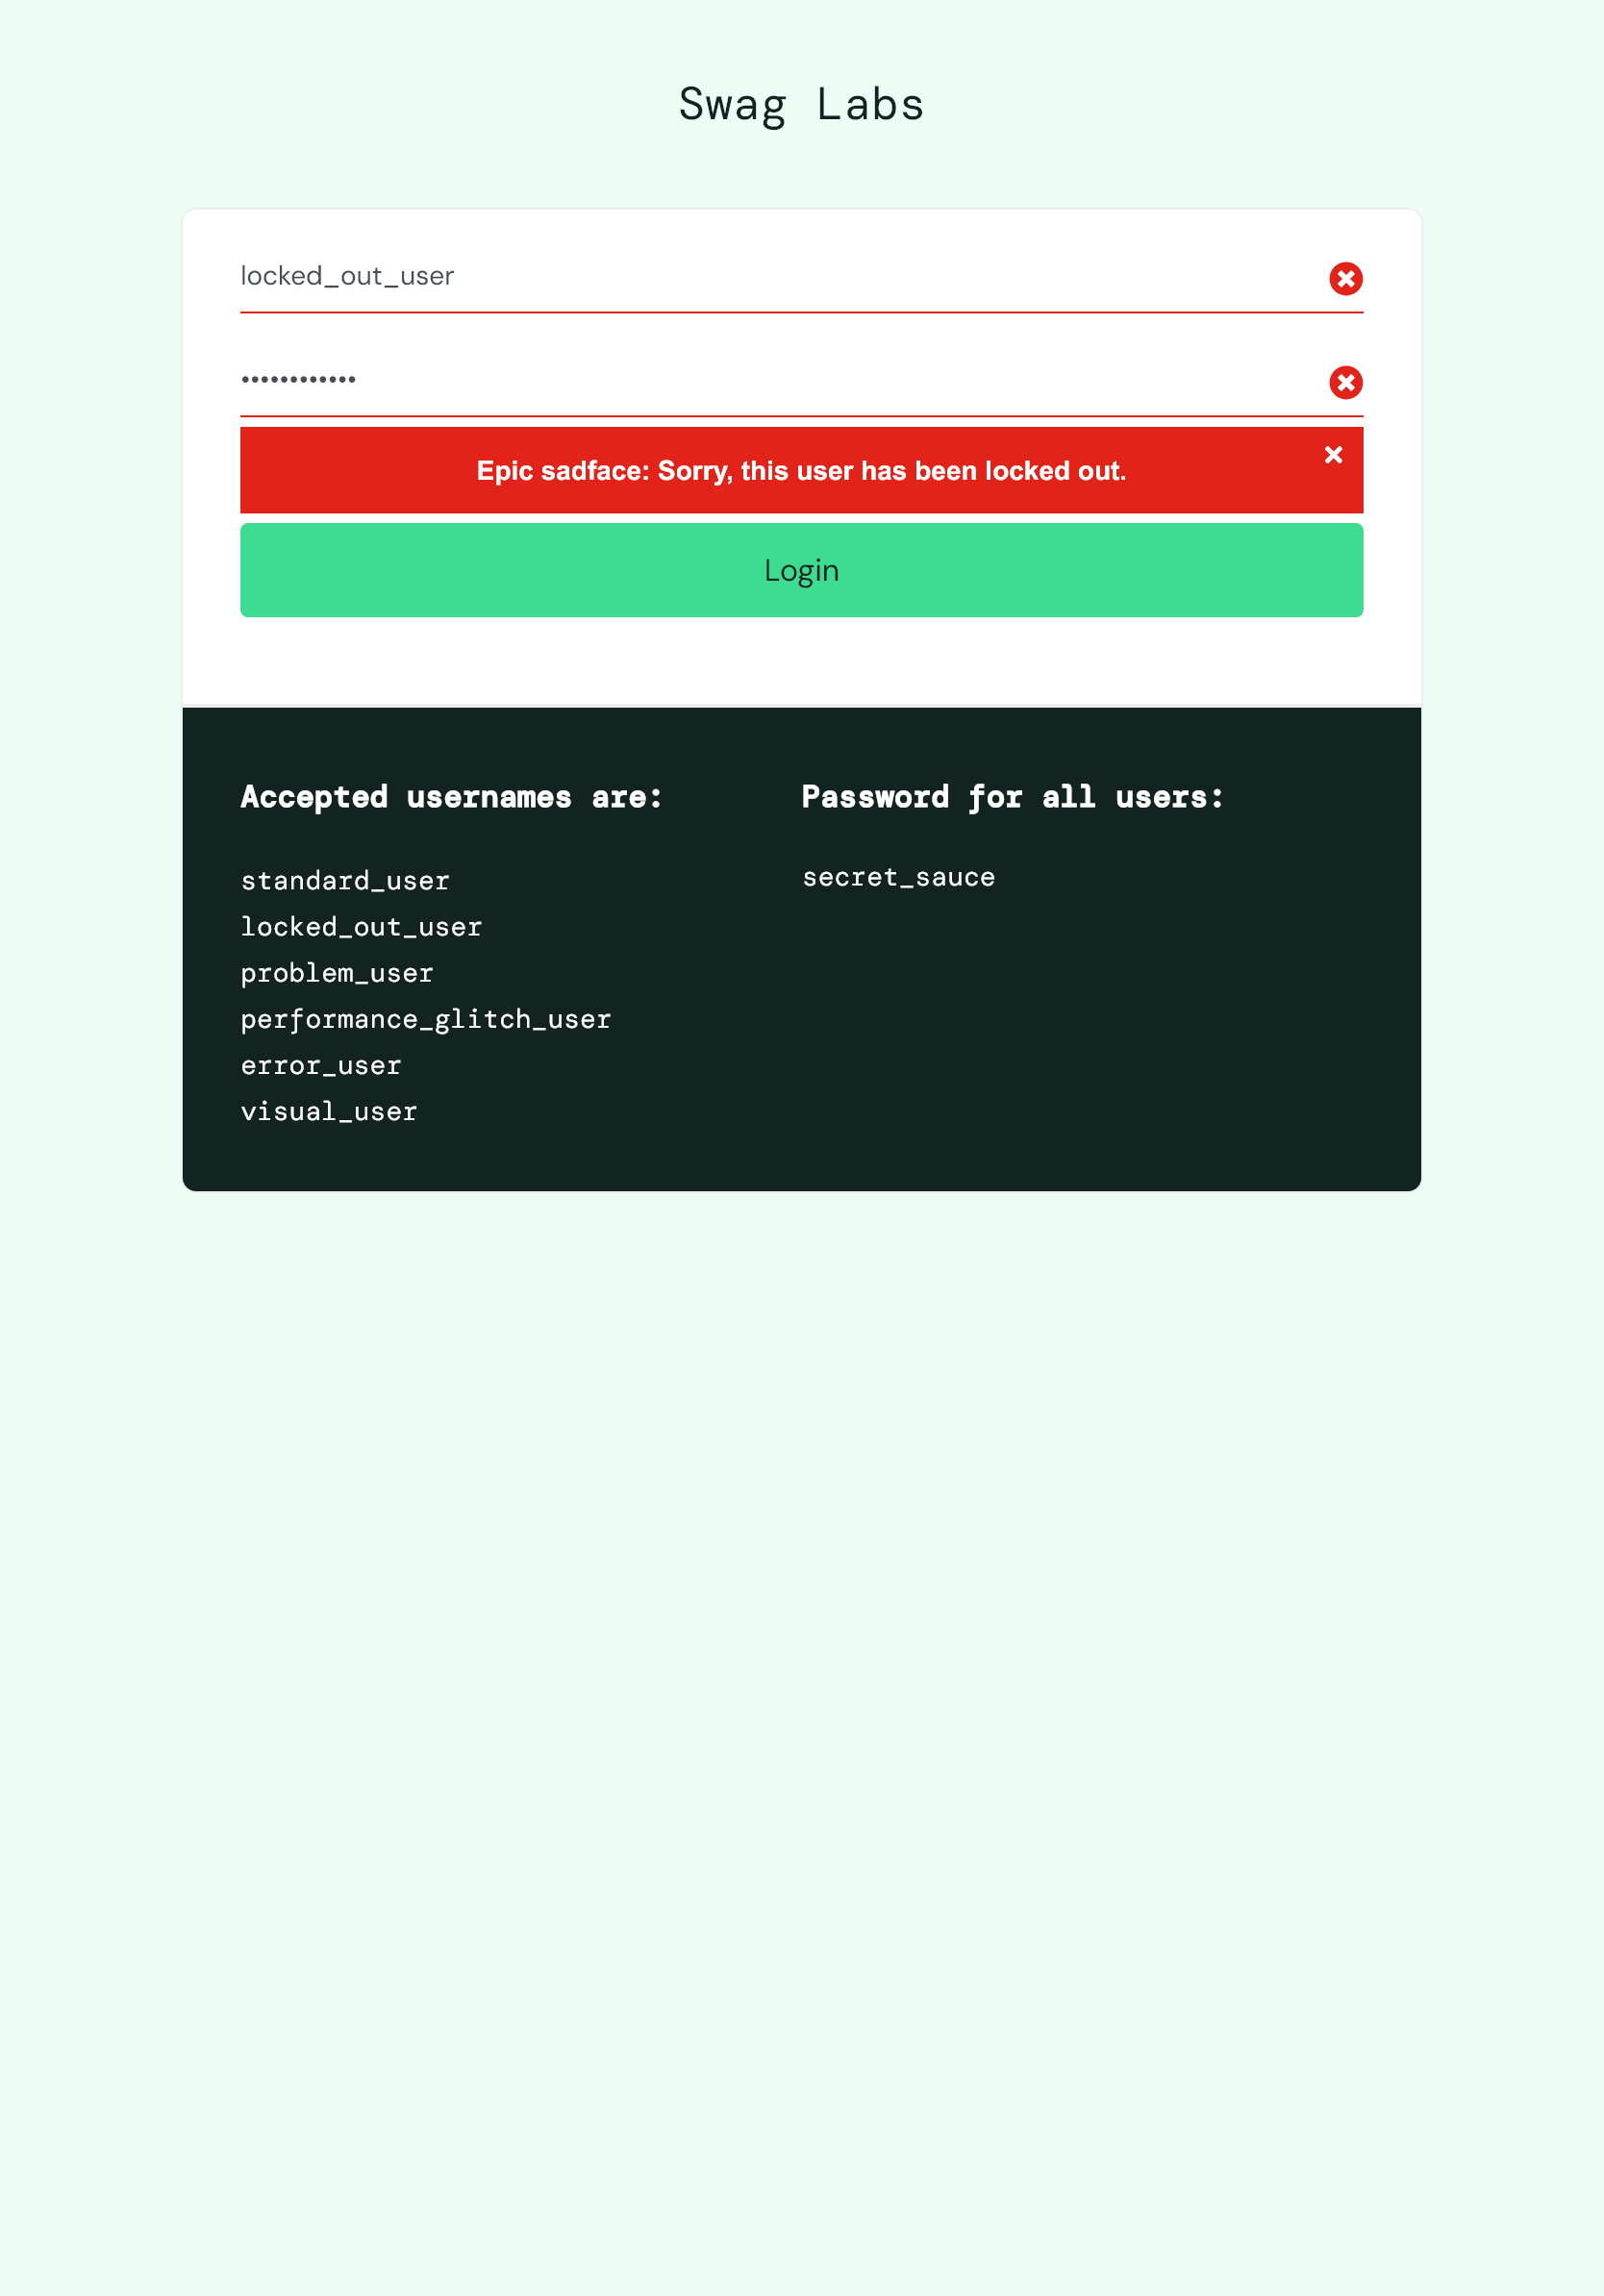 Swag Labs
locked_out_user
••••••••••••
Epic sadface: Sorry, this user has been locked out.
Login
Accepted usernames are:
standard_user
locked_out_user
problem_user
performance_glitch_user
error_user
visual_user
Password for all users:
secret_sauce